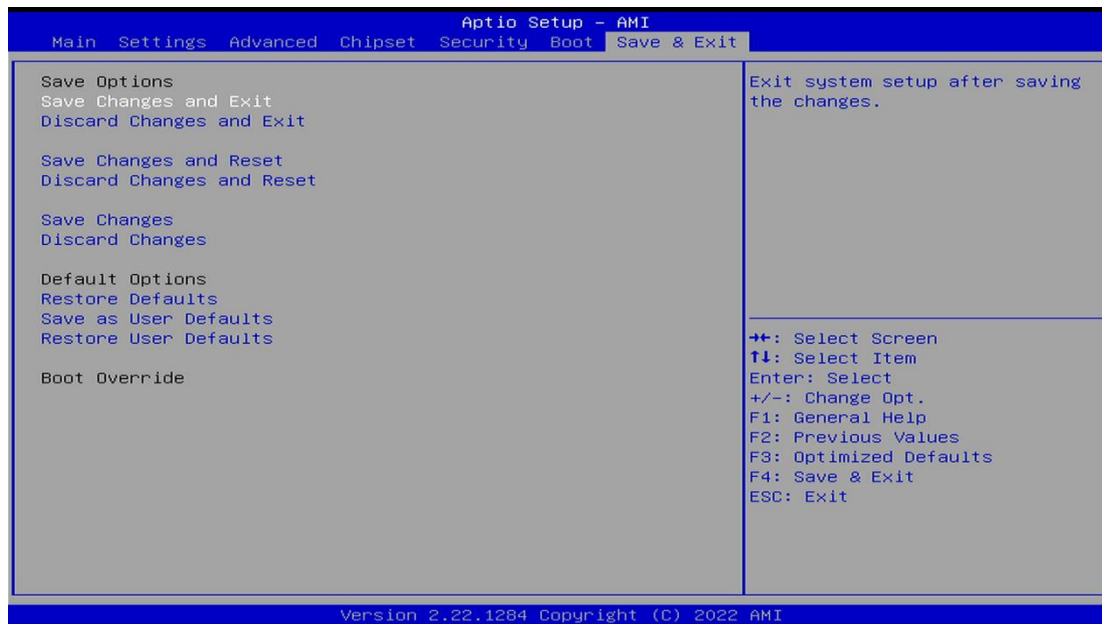 Aptio Setup – AMI
Main Settings Advanced Chipset Security Boot Save & Exit
Save Options
Save Changes and Exit
Discard Changes and Exit
Save Changes and Reset
Discard Changes and Reset
Save Changes
Discard Changes
Default Options
Restore Defaults
Save as User Defaults
Restore User Defaults
Boot Override
Exit system setup after saving
the changes.
→←: Select Screen
↑↓: Select Item
Enter: Select
+/-: Change Opt.
F1: General Help
F2: Previous Values
F3: Optimized Defaults
F4: Save & Exit
ESC: Exit
Version 2.22.1284 Copyright (C) 2022 AMI